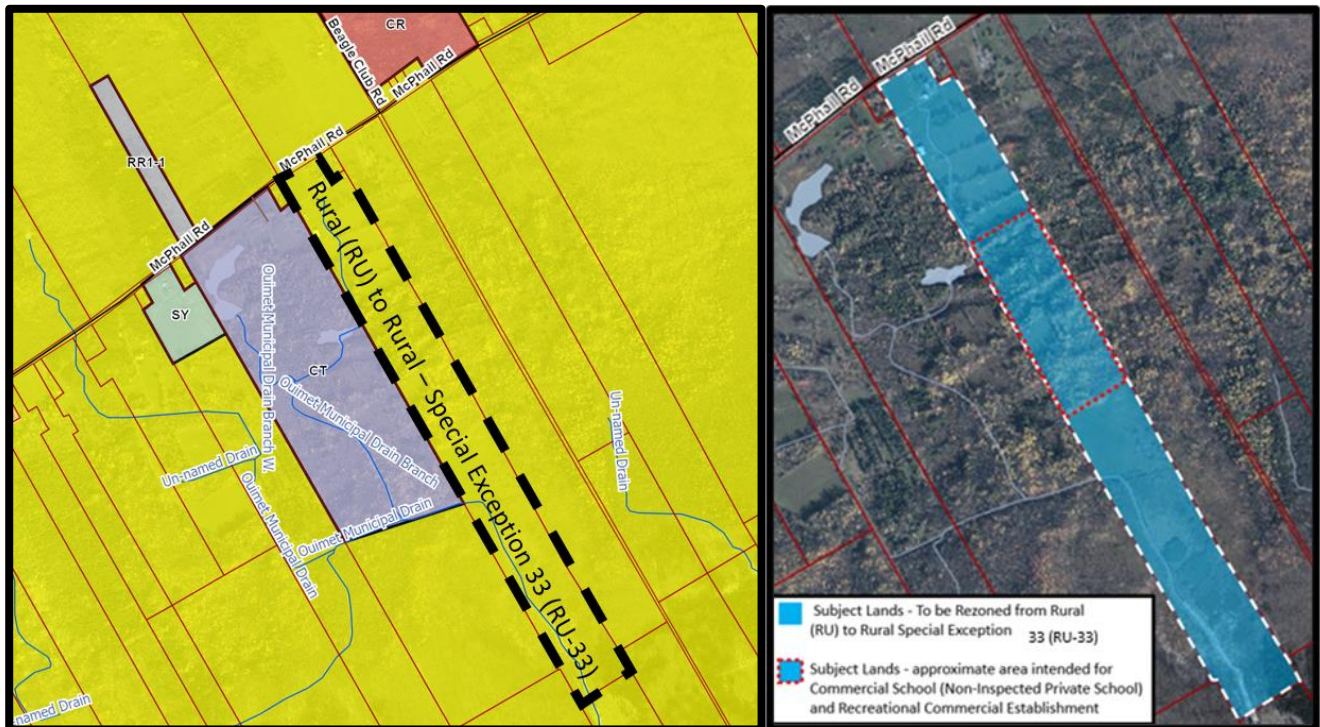 CR
Beagle Club Rd
McPhail Rd
McPhail Rd
RR1-1
McPhail Rd
SY
CT
Ouimet Municipal Drain Branch W.
Ouimet Municipal Drain Branch
Un-named Drain
Ouimet Municipal Drain
Ouimet Municipal Drain
Un-named Drain
named Drain
Rural (RU) to Rural – Special Exception 33 (RU-33)
McPhail Rd
McPhail Rd
Subject Lands - To be Rezoned from Rural
(RU) to Rural Special Exception 33 (RU-33)
Subject Lands - approximate area intended for
Commercial School (Non-Inspected Private School)
and Recreational Commercial Establishment